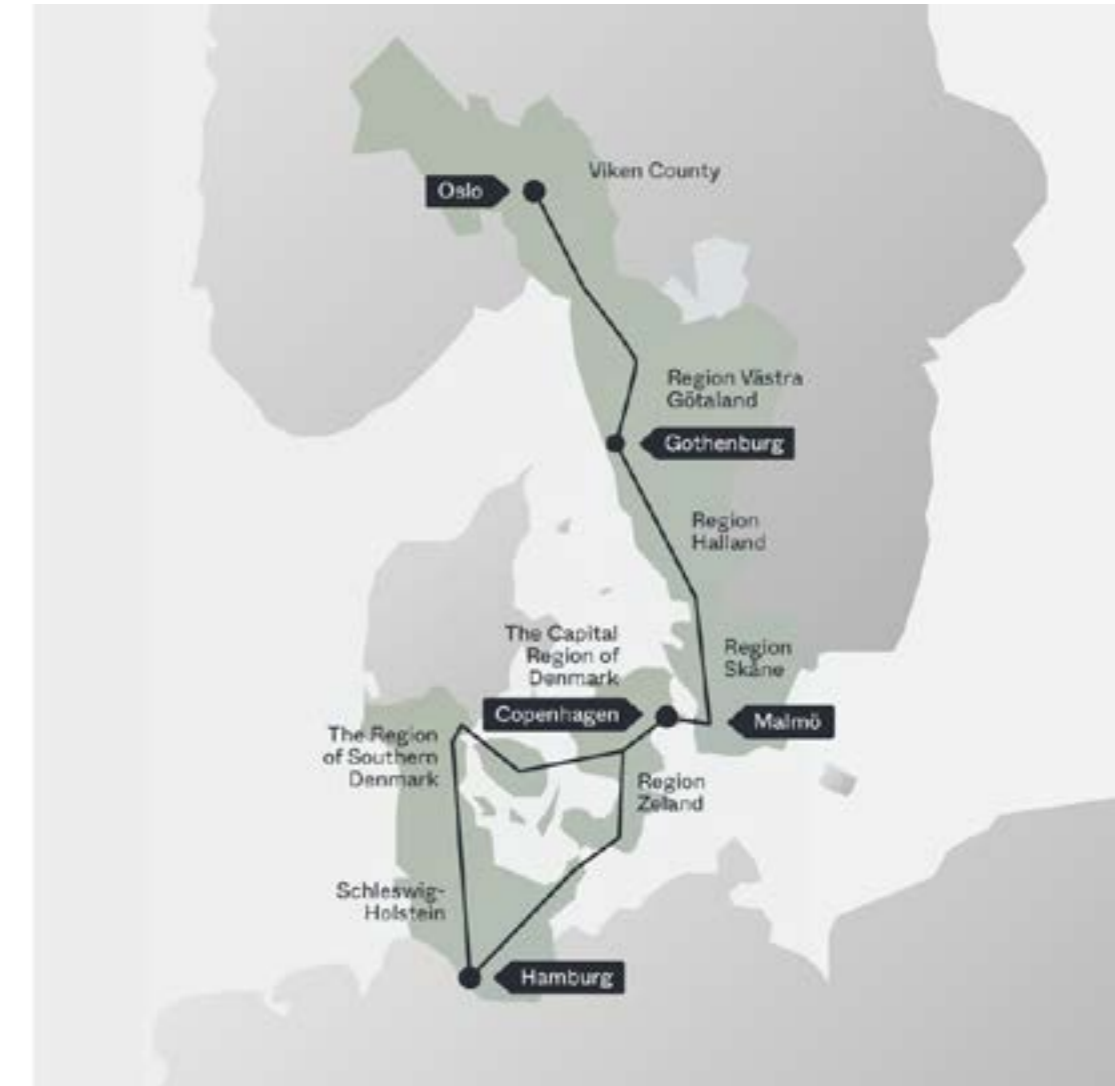 Viken County
Oslo
Region Västra
Götaland
Gothenburg
Region
Halland
The Capital
Region of
Denmark
Region
Skåne
Copenhagen
Malmö
The Region
of Southern
Denmark
Region
Zeland
Schleswig-
Holstein
Hamburg